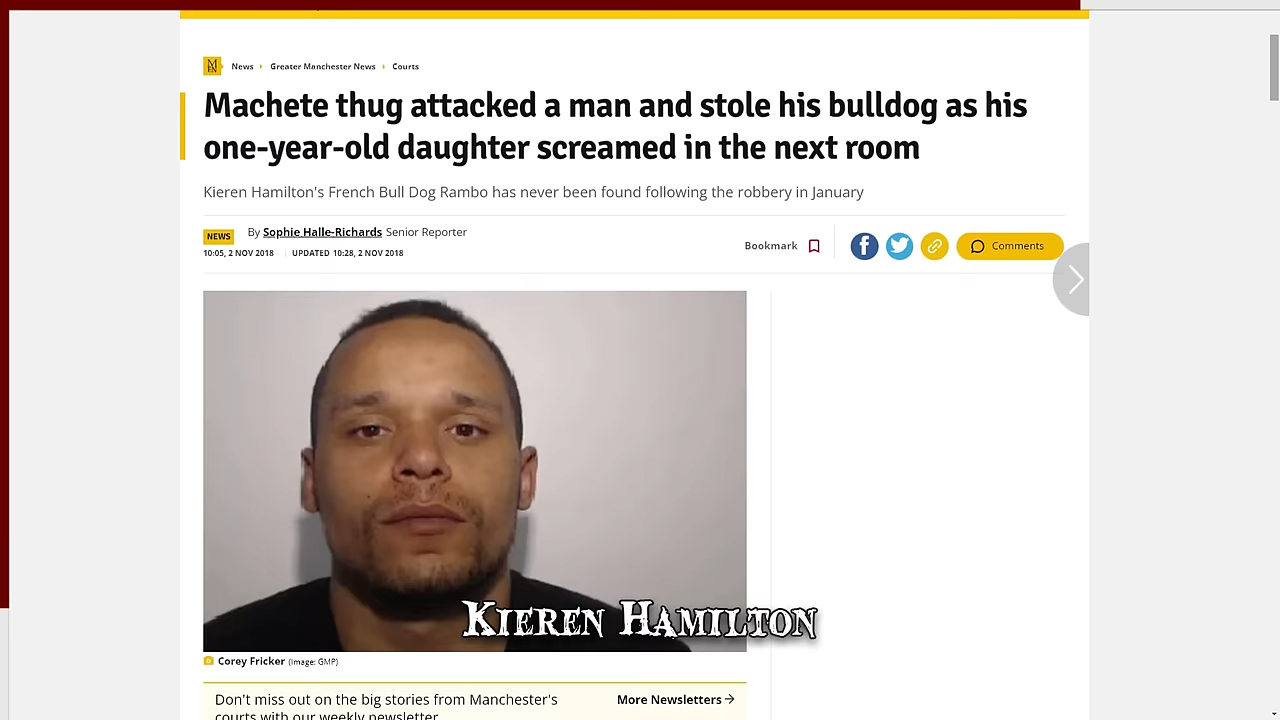 News Greater Manchester News Courts
Machete thug attacked a man and stole his bulldog as his
one-year-old daughter screamed in the next room
Kieren Hamilton's French Bull Dog Rambo has never been found following the robbery in January
NEWS By Sophie Halle-Richards Senior Reporter
10:05, 2 NOV 2018 UPDATED 10:28, 2 NOV 2018
Bookmark
Comments
Kieren Hamilton
Corey Fricker (Image: GMP)
Don't miss out on the big stories from Manchester's
courts with our weekly newsletter
More Newsletters